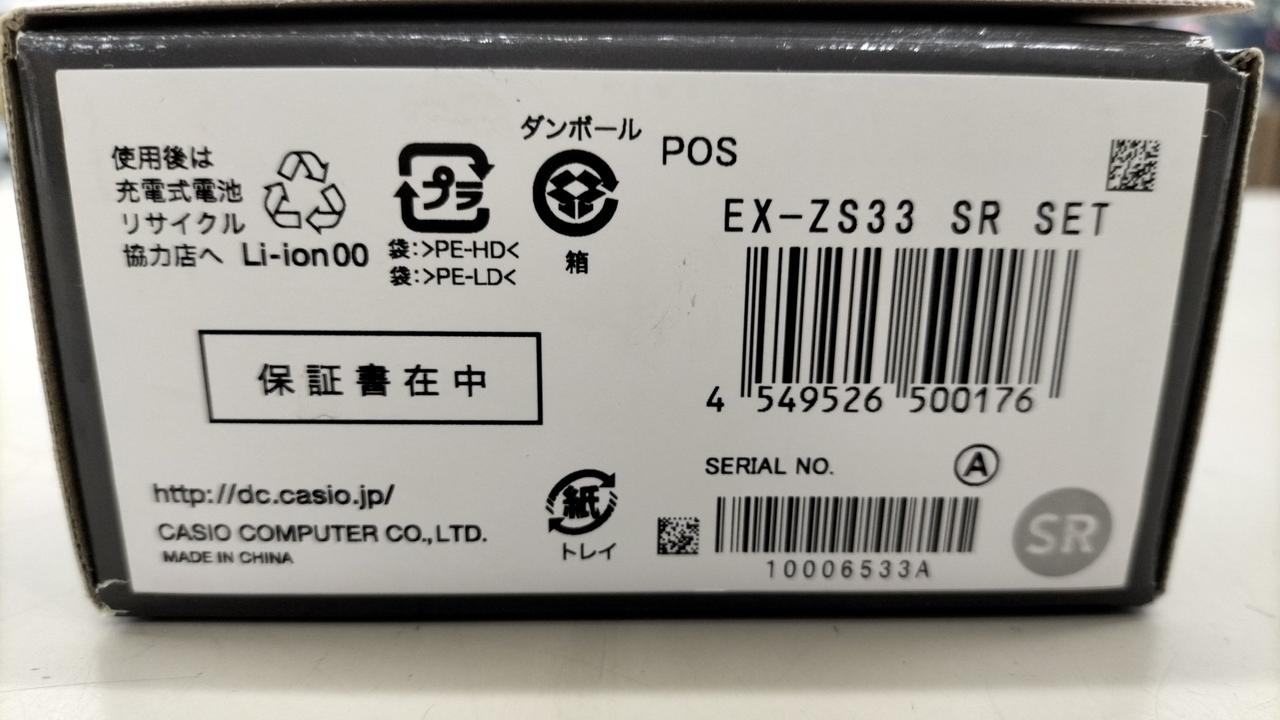 使用後は
充電式電池
リサイクル
協力店へ Li-ion00
プラ
袋:>PE-HD<
袋:>PE-LD<
ダンボール
箱
POS
EX-ZS33 SR SET
4 549526 500176
保証書在中
http://dc.casio.jp/
CASIO COMPUTER CO.,LTD.
MADE IN CHINA
紙
トレイ
SERIAL NO. A
10006533A
SR